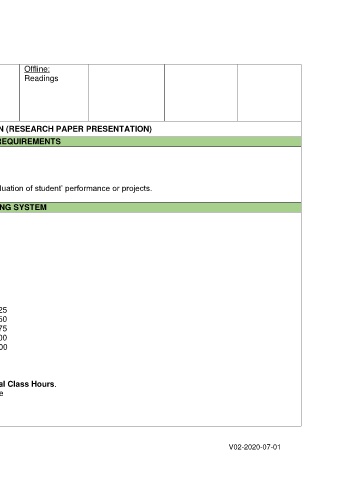 Offline:
Readings
N (RESEARCH PAPER PRESENTATION)
REQUIREMENTS
luation of student' performance or projects.
NG SYSTEM
25
50
75
00
00
al Class Hours.
e
V02-2020-07-01